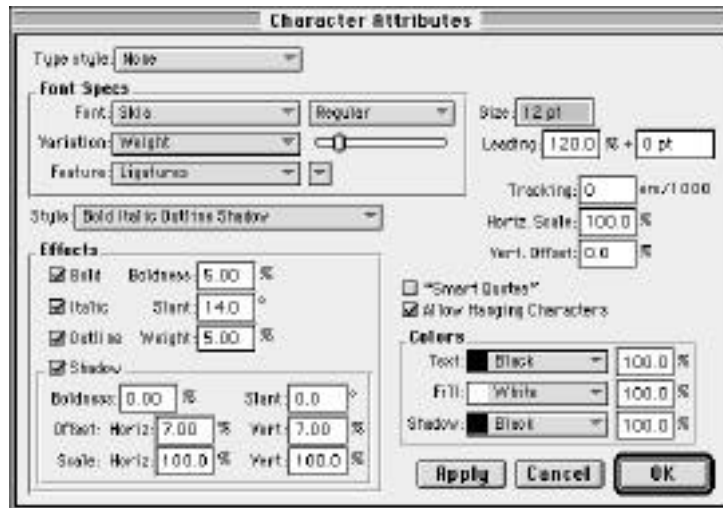 Character Attributes
Type style: None
Font Specs
Font: Skia Regular
Variation: Weight
Feature: Ligatures
Size: 12 pt
Leading: 120.0 % + 0 pt
Tracking: 0 em/1000
Horiz. Scale: 100.0 %
Vert. Offset: 0.0 %
Style: Bold Italic Outline Shadow
Effects
Bold Boldness: 5.00 %
Italic Slant: 14.0 °
Outline Weight: 5.00 %
Shadow
Boldness: 0.00 % Slant: 0.0 °
Offset: Horiz: 7.00 % Vert: 7.00 %
Scale: Horiz: 100.0 % Vert: 100.0 %
"Smart Quotes"
Allow Hanging Characters
Colors
Text: Black 100.0 %
Fill: White 100.0 %
Shadow: Black 100.0 %
Apply Cancel OK